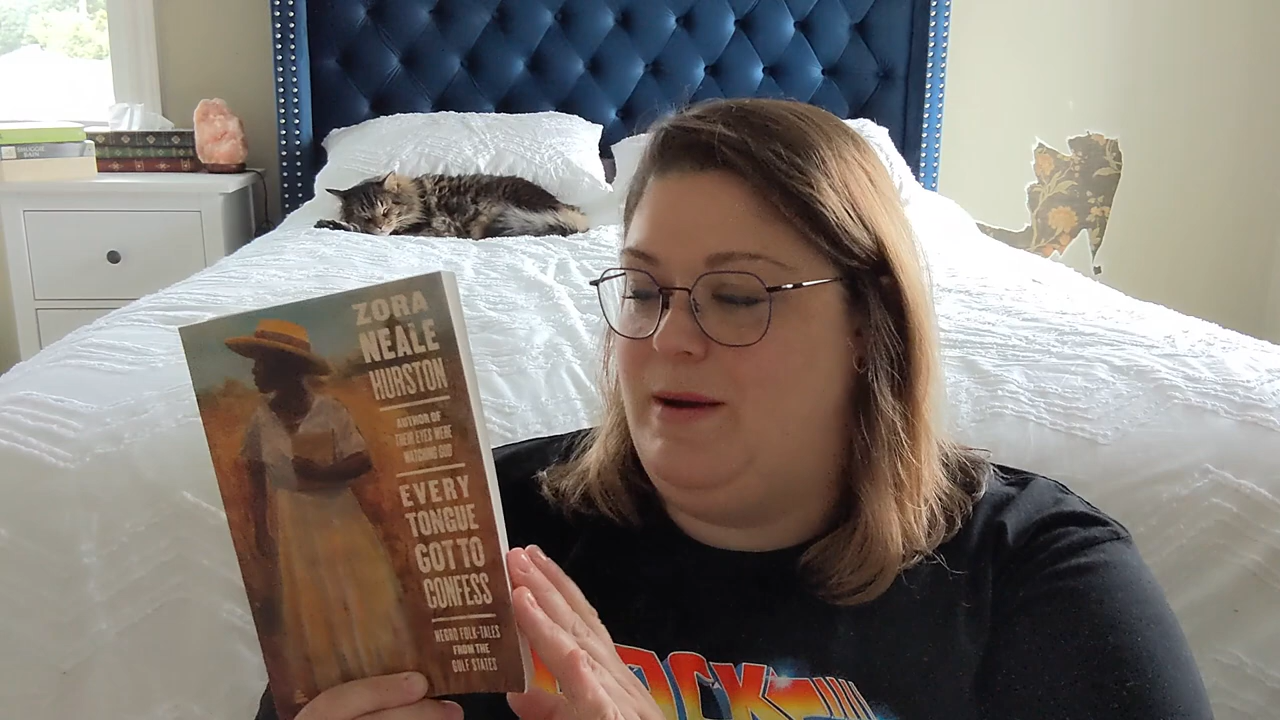 ZORA
NEALE
HURSTON
AUTHOR OF
THEIR EYES WERE
WATCHING GOD
EVERY
TONGUE
GOT TO
CONFESS
NEGRO FOLK-TALES
FROM THE
GULF STATES